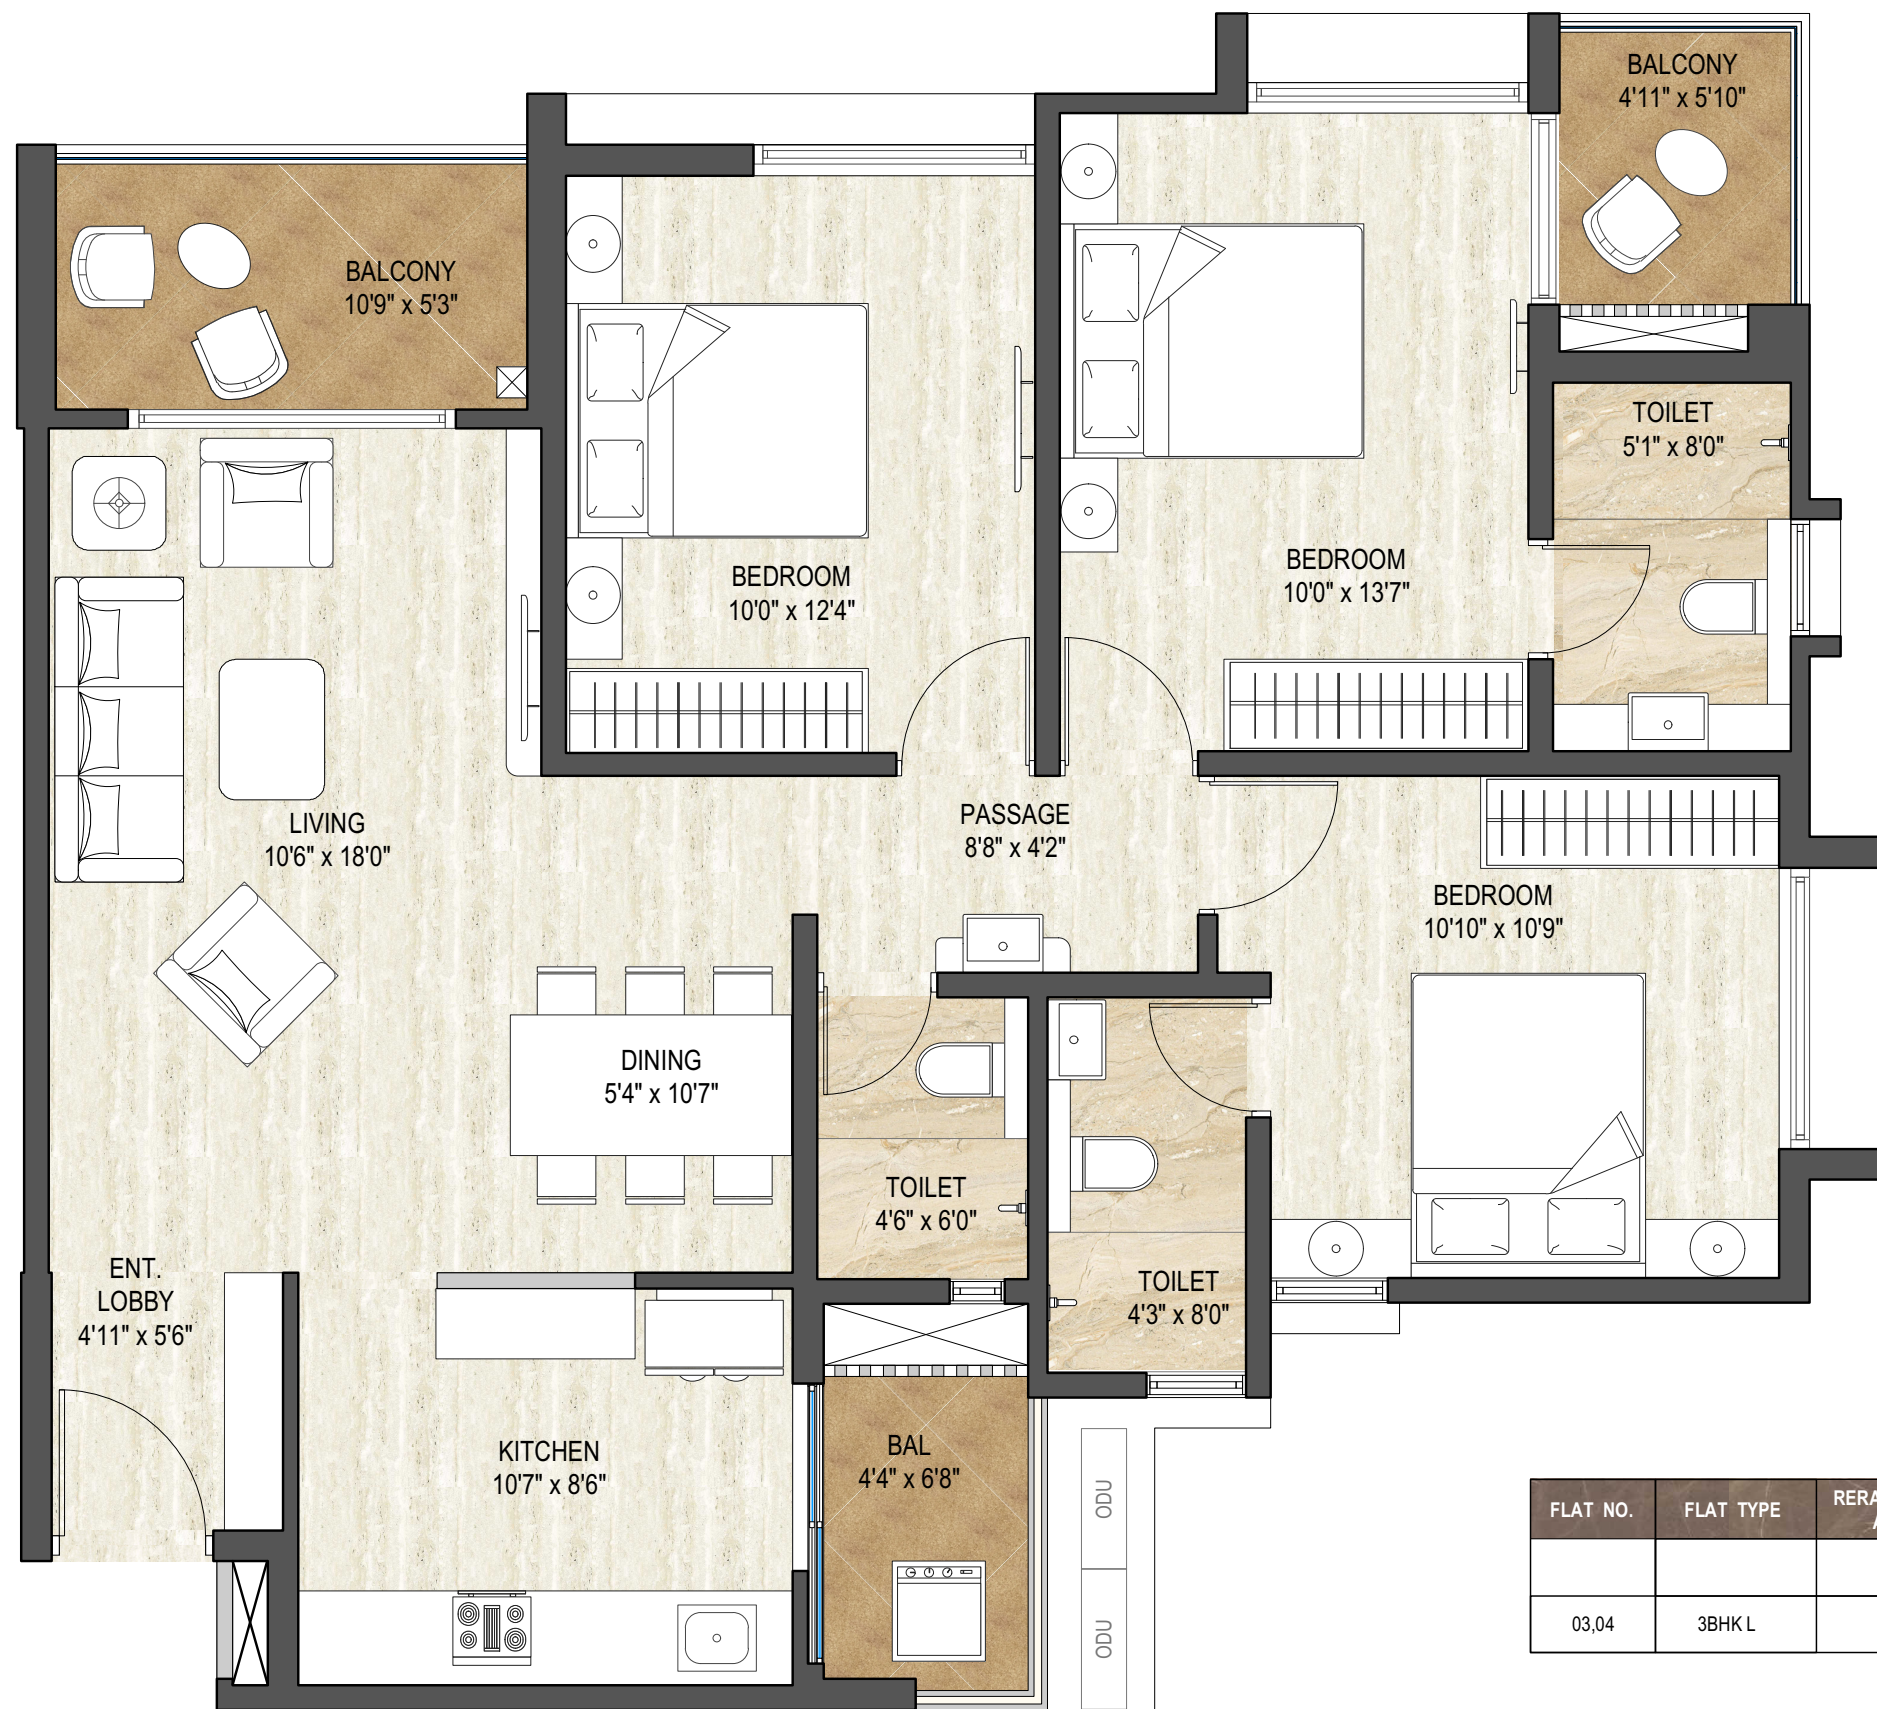 BALCONY
4'11" x 5'10"
BALCONY
10'9" x 5'3"
TOILET
5'1" x 8'0"
BEDROOM
10'0" x 12'4"
BEDROOM
10'0" x 13'7"
LIVING
10'6" x 18'0"
PASSAGE
8'8" x 4'2"
BEDROOM
10'10" x 10'9"
DINING
5'4" x 10'7"
TOILET
4'6" x 6'0"
ENT.
LOBBY
4'11" x 5'6"
TOILET
4'3" x 8'0"
KITCHEN
10'7" x 8'6"
BAL
4'4" x 6'8"
ODU
ODU
FLAT NO. FLAT TYPE RERA
03,04 3BHK L